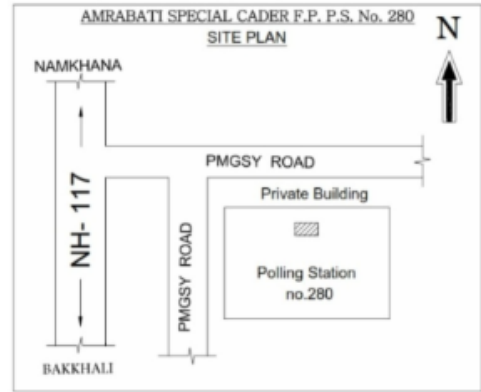 AMRABATI SPECIAL CADER F.P. P.S. No. 280
SITE PLAN
N
NAMKHANA
PMGSY ROAD
NH- 117
PMGSY ROAD
Private Building
Polling Station
no.280
BAKKHALI